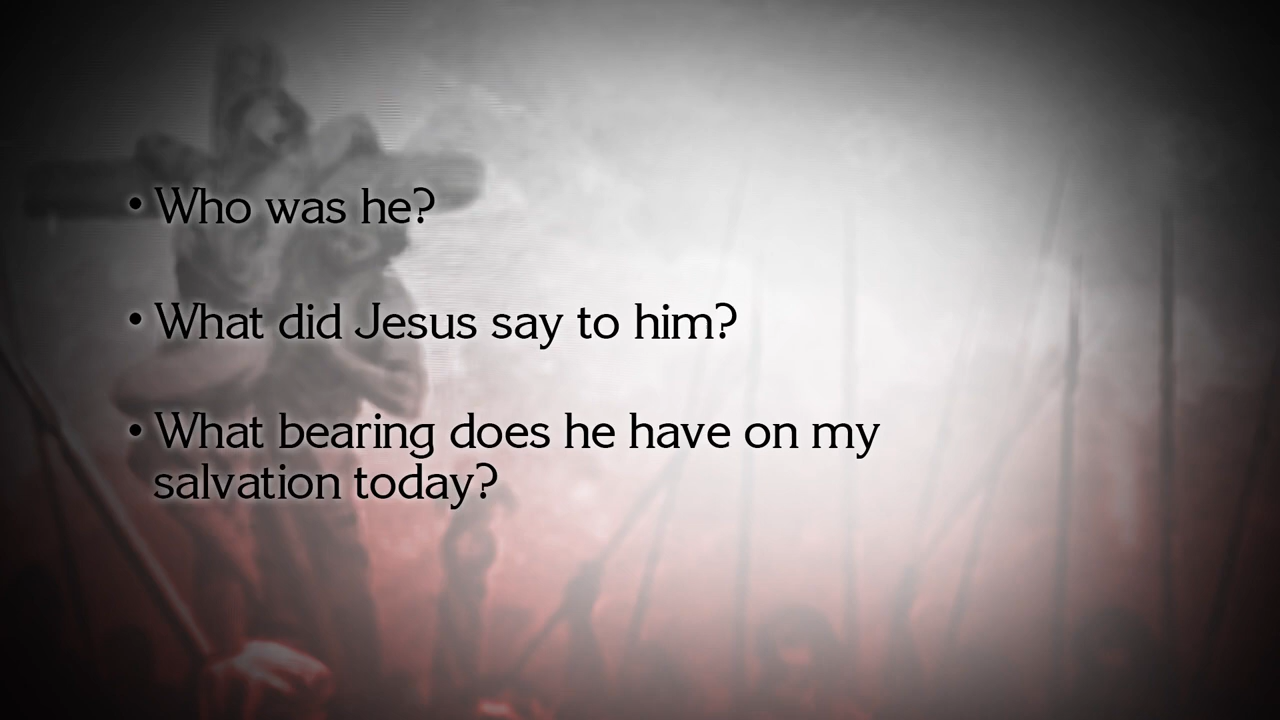 • Who was he?
• What did Jesus say to him?
• What bearing does he have on my
salvation today?